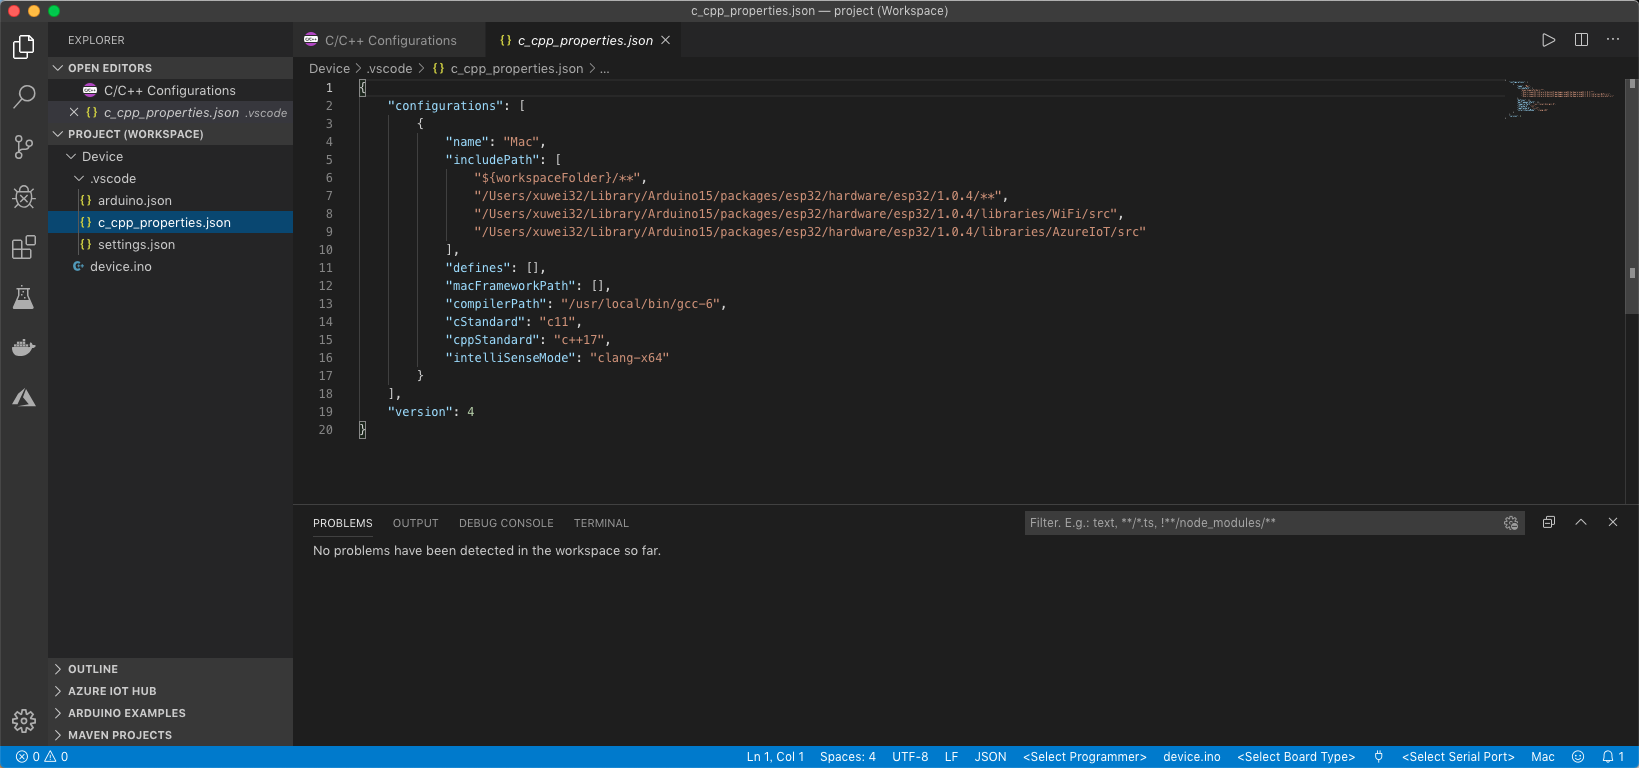 c_cpp_properties.json — project (Workspace)
EXPLORER
OPEN EDITORS
C/C++ Configurations
c_cpp_properties.json .vscode
PROJECT (WORKSPACE)
Device
.vscode
arduino.json
c_cpp_properties.json
settings.json
device.ino
OUTLINE
AZURE IOT HUB
ARDUINO EXAMPLES
MAVEN PROJECTS
C/C++ Configurations
{} c_cpp_properties.json
Device > .vscode > {} c_cpp_properties.json > ...
1 {
2 "configurations": [
3 {
4 "name": "Mac",
5 "includePath": [
6 "${workspaceFolder}/**",
7 "/Users/xuwei32/Library/Arduino15/packages/esp32/hardware/esp32/1.0.4/**",
8 "/Users/xuwei32/Library/Arduino15/packages/esp32/hardware/esp32/1.0.4/libraries/WiFi/src",
9 "/Users/xuwei32/Library/Arduino15/packages/esp32/hardware/esp32/1.0.4/libraries/AzureIoT/src"
10 ],
11 "defines": [],
12 "macFrameworkPath": [],
13 "compilerPath": "/usr/local/bin/gcc-6",
14 "cStandard": "c11",
15 "cppStandard": "c++17",
16 "intelliSenseMode": "clang-x64"
17 }
18 ],
19 "version": 4
20 }
PROBLEMS OUTPUT DEBUG CONSOLE TERMINAL
Filter. E.g.: text, **/*.ts, !**/node_modules/**
No problems have been detected in the workspace so far.
0 0 Ln 1, Col 1 Spaces: 4 UTF-8 LF JSON <Select Programmer> device.ino <Select Board Type> <Select Serial Port> Mac 1